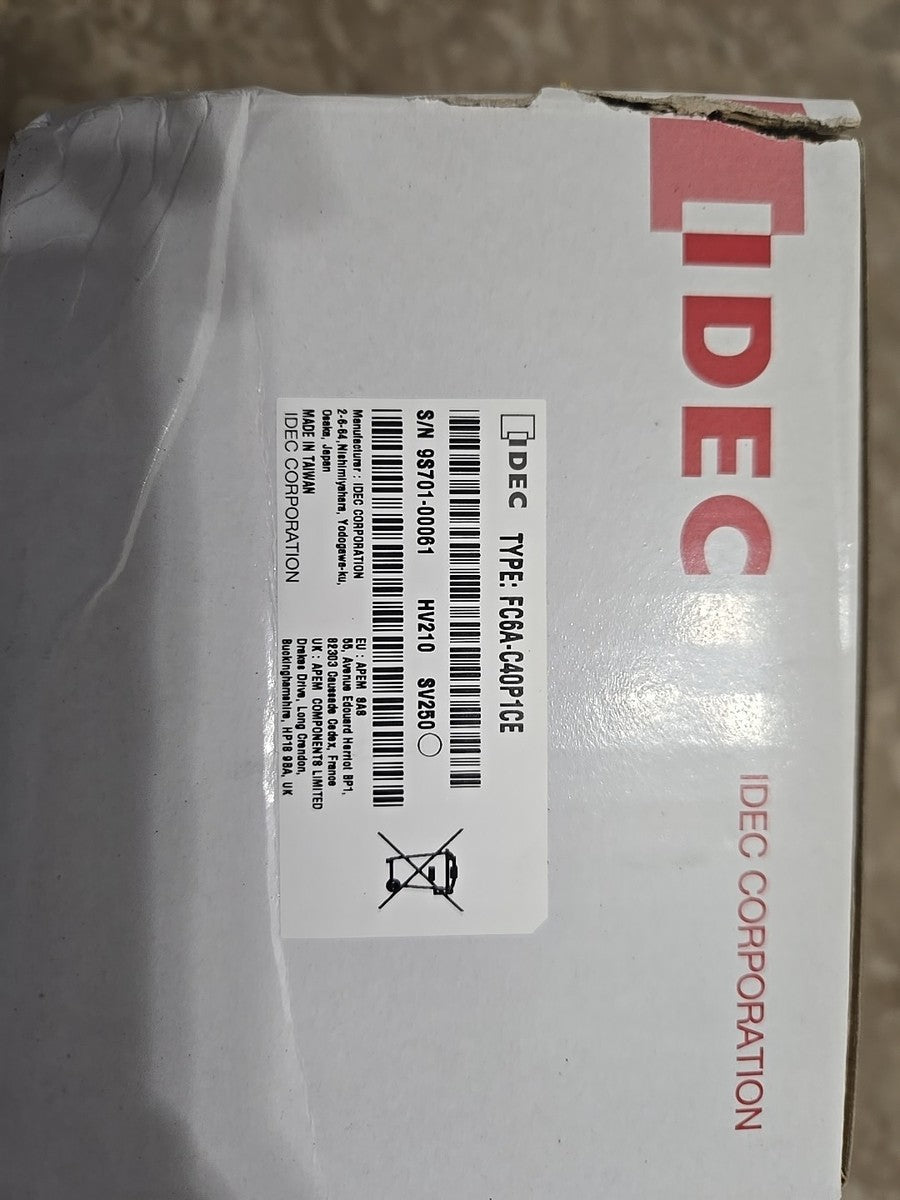 IDEC
IDEC CORPORATION
IDEC TYPE: FC6A-C40P1CE
S/N 9S701-00061 HV210 SV250
Manufacturer : IDEC CORPORATION
2-6-64, Nishimiyahara, Yodogawa-ku,
Osaka, Japan
MADE IN TAIWAN
IDEC CORPORATION
EU : APEM SAS
55, Avenue Edouard Herriot BP1,
82303 Caussade Cedex, France
UK : APEM COMPONENTS LIMITED
Drakes Drive, Long Crendon,
Buckinghamshire, HP18 9BA, UK